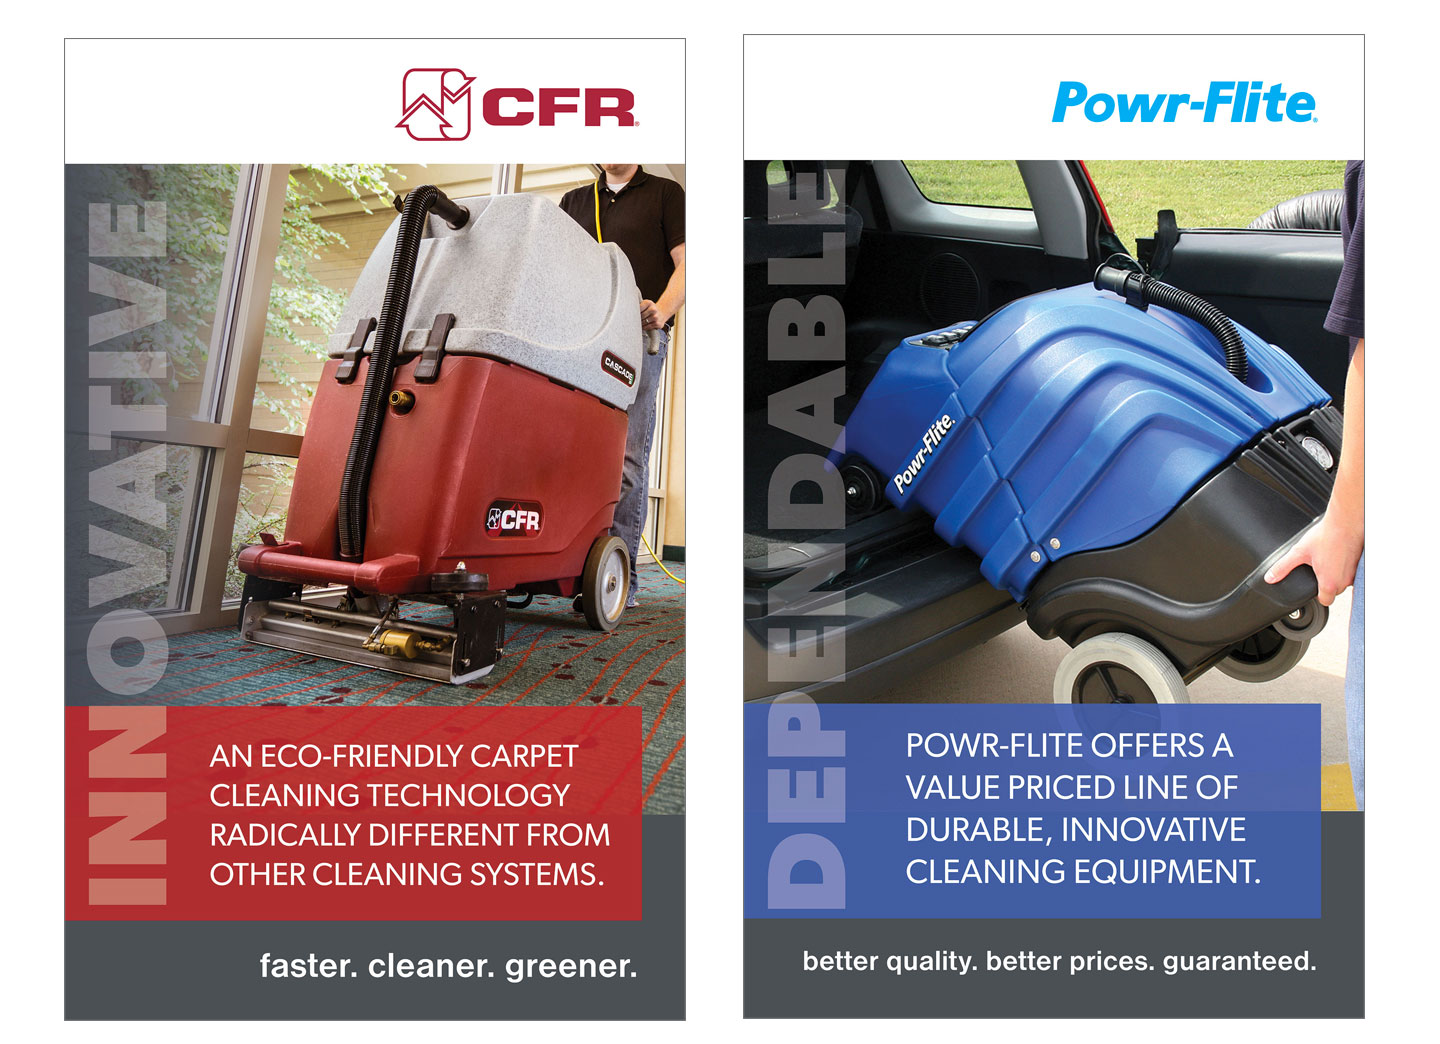 CFR®
INNOVATIVE
CASCADE
CFR
AN ECO-FRIENDLY CARPET
CLEANING TECHNOLOGY
RADICALLY DIFFERENT FROM
OTHER CLEANING SYSTEMS.
faster. cleaner. greener.
Powr-Flite®
DEPENDABLE
Powr-Flite
POWR-FLITE OFFERS A
VALUE PRICED LINE OF
DURABLE, INNOVATIVE
CLEANING EQUIPMENT.
better quality. better prices. guaranteed.